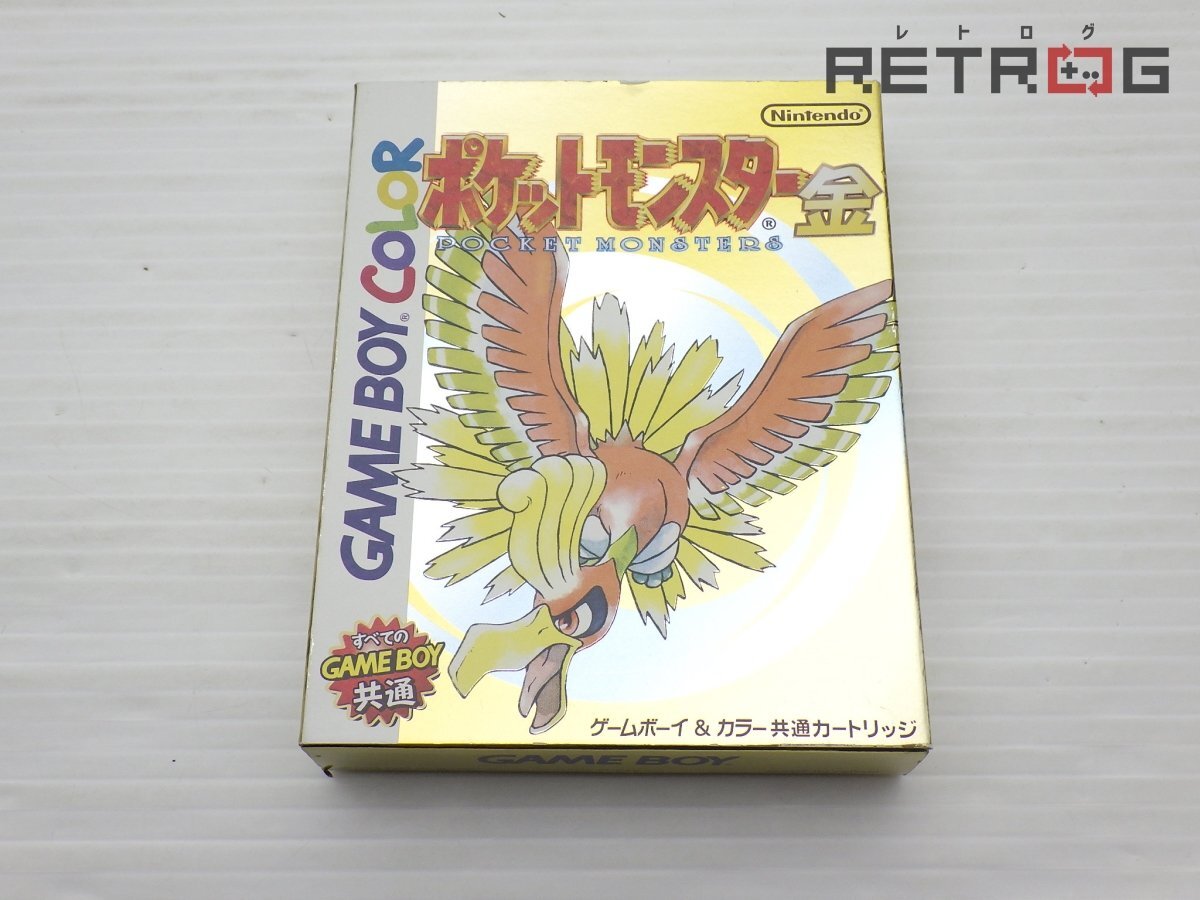 レトログ
RETROG
Nintendo®
ポケットモンスター金
®
POCKET MONSTERS
GAME BOY® COLOR
すべての
GAME BOY
共通
ゲームボーイ & カラー共通カートリッジ
GAME BOY